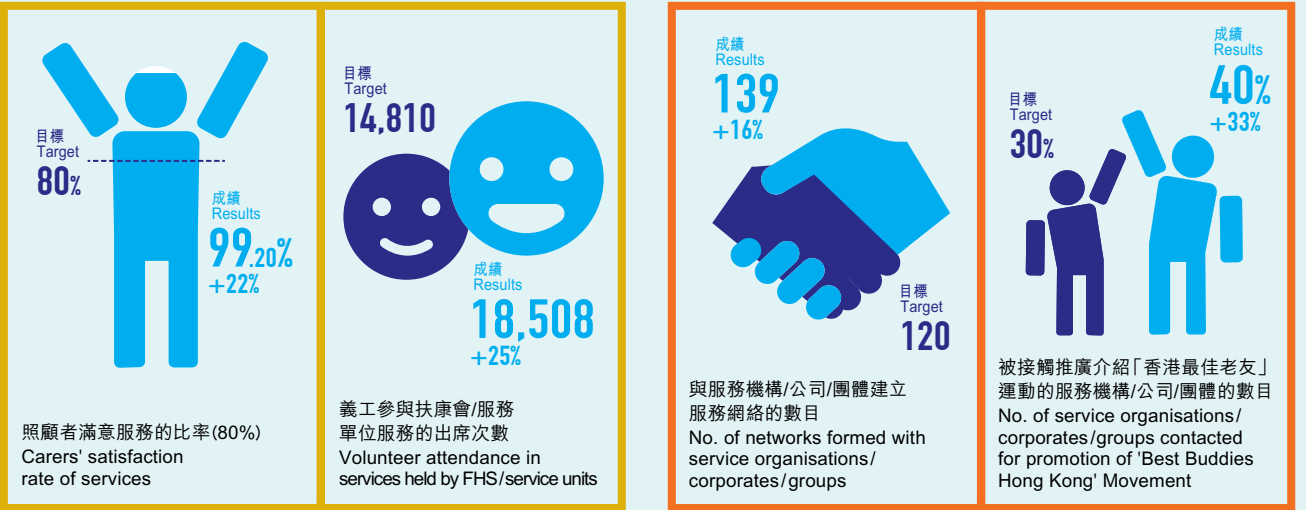 目標
Target
80%
成績
Results
99.20%
+22%
照顧者滿意服務的比率(80%)
Carers' satisfaction
rate of services
目標
Target
14,810
成績
Results
18,508
+25%
義工參與扶康會/服務
單位服務的出席次數
Volunteer attendance in
services held by FHS/service units
成績
Results
139
+16%
目標
Target
120
與服務機構/公司/團體建立
服務網絡的數目
No. of networks formed with
service organisations/
corporates/groups
成績
Results
40%
+33%
目標
Target
30%
被接觸推廣介紹「香港最佳老友」
運動的服務機構/公司/團體的數目
No. of service organisations/
corporates/groups contacted
for promotion of 'Best Buddies
Hong Kong' Movement